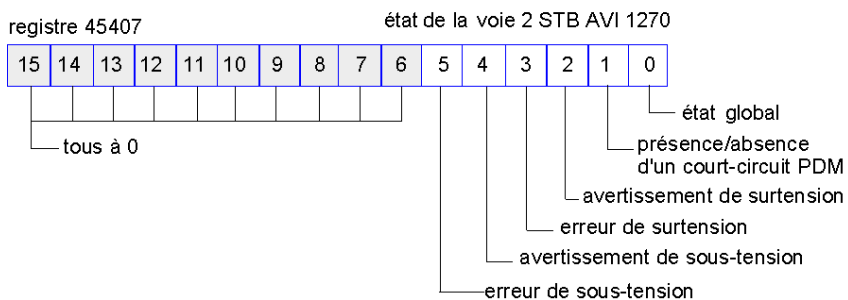 registre 45407
état de la voie 2 STB AVI 1270
15 14 13 12 11 10 9 8 7 6 5 4 3 2 1 0
état global
tous à 0
présence/absence
d'un court-circuit PDM
avertissement de surtension
erreur de surtension
avertissement de sous-tension
erreur de sous-tension